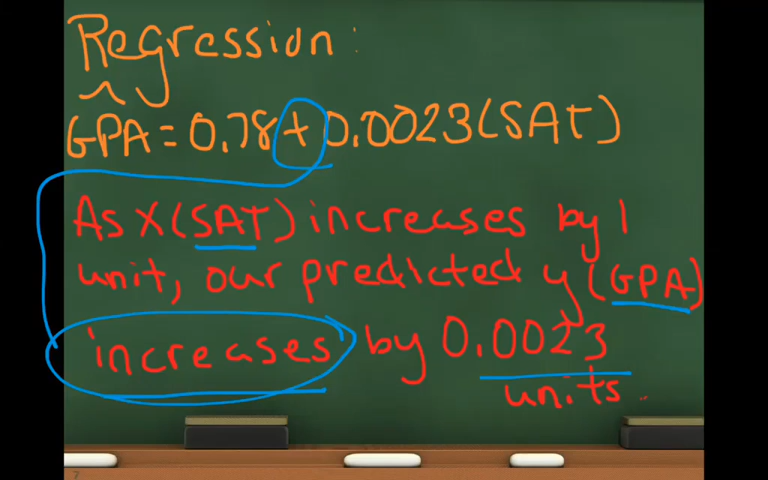 Regression:
GPA = 0.78 + 0.0023(SAT)
As X (SAT) increases by 1
unit, our predicted y (GPA)
increases by 0.0023
units.
7